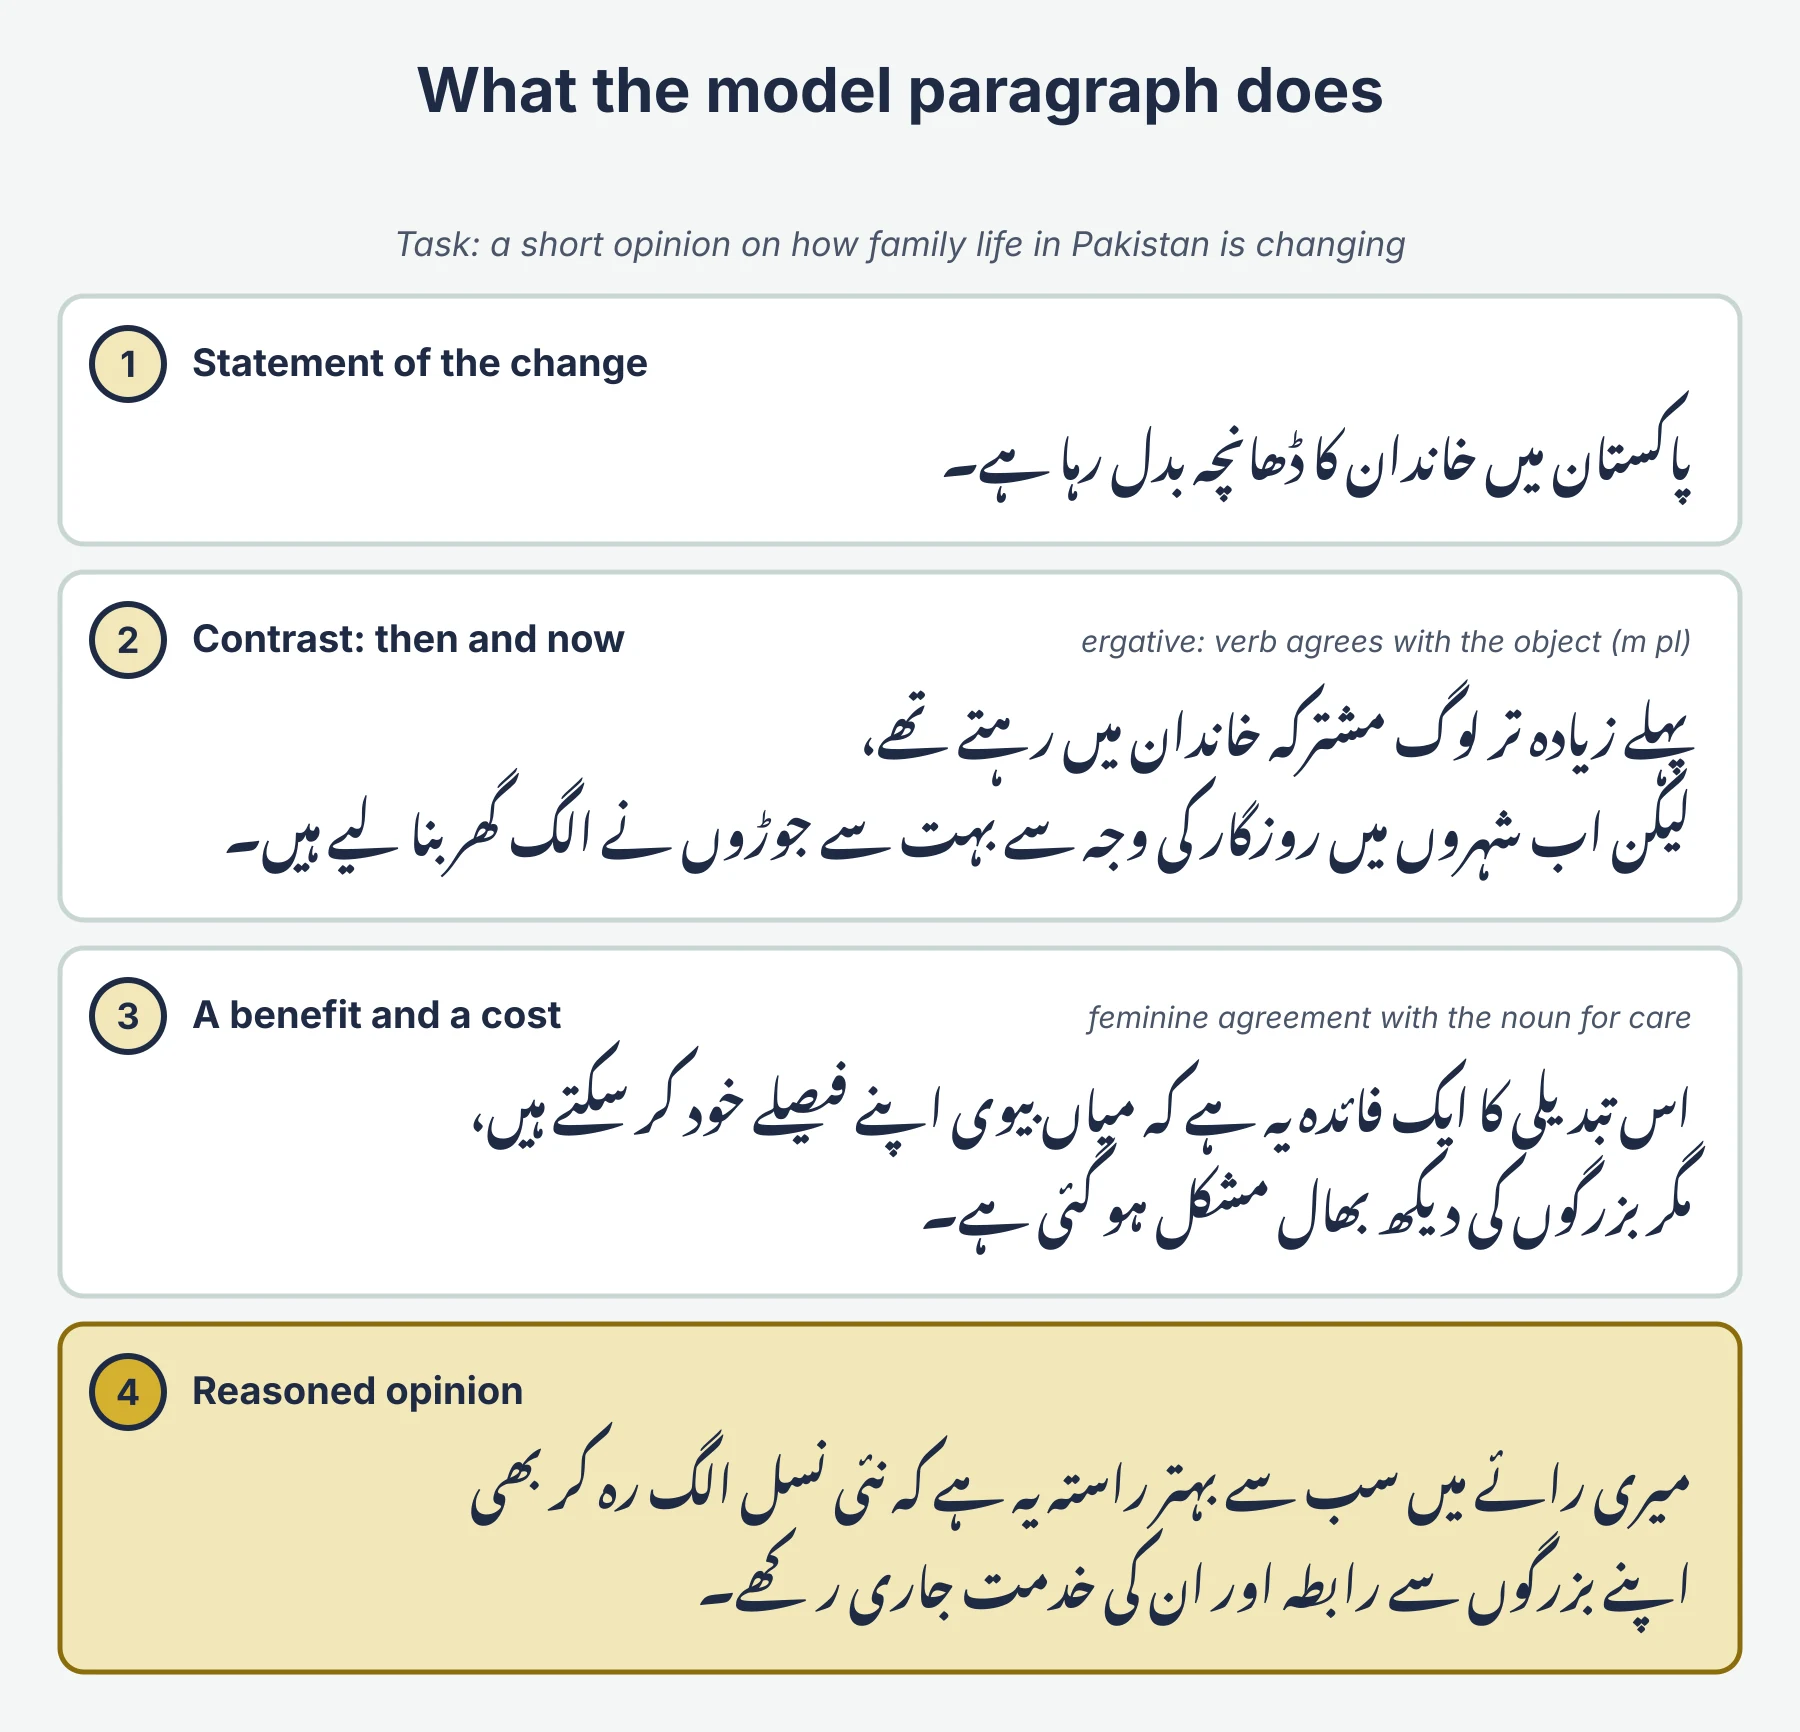 What the model paragraph does
Task: a short opinion on how family life in Pakistan is changing
1 Statement of the change
پاکستان میں خاندان کا ڈھانچہ بدل رہا ہے۔
2 Contrast: then and now
ergative: verb agrees with the object (m pl)
پہلے زیادہ تر لوگ مشترکہ خاندان میں رہتے تھے،
لیکن اب شہروں میں روزگار کی وجہ سے بہت سے جوڑوں نے الگ گھر بنا لیے ہیں۔
3 A benefit and a cost
feminine agreement with the noun for care
اس تبدیلی کا ایک فائدہ یہ ہے کہ میاں بیوی اپنے فیصلے خود کر سکتے ہیں،
مگر بزرگوں کی دیکھ بھال مشکل ہو گئی ہے۔
4 Reasoned opinion
میری رائے میں سب سے بہتر راستہ یہ ہے کہ نئی نسل الگ رہ کر بھی
اپنے بزرگوں سے رابطہ اور ان کی خدمت جاری رکھے۔